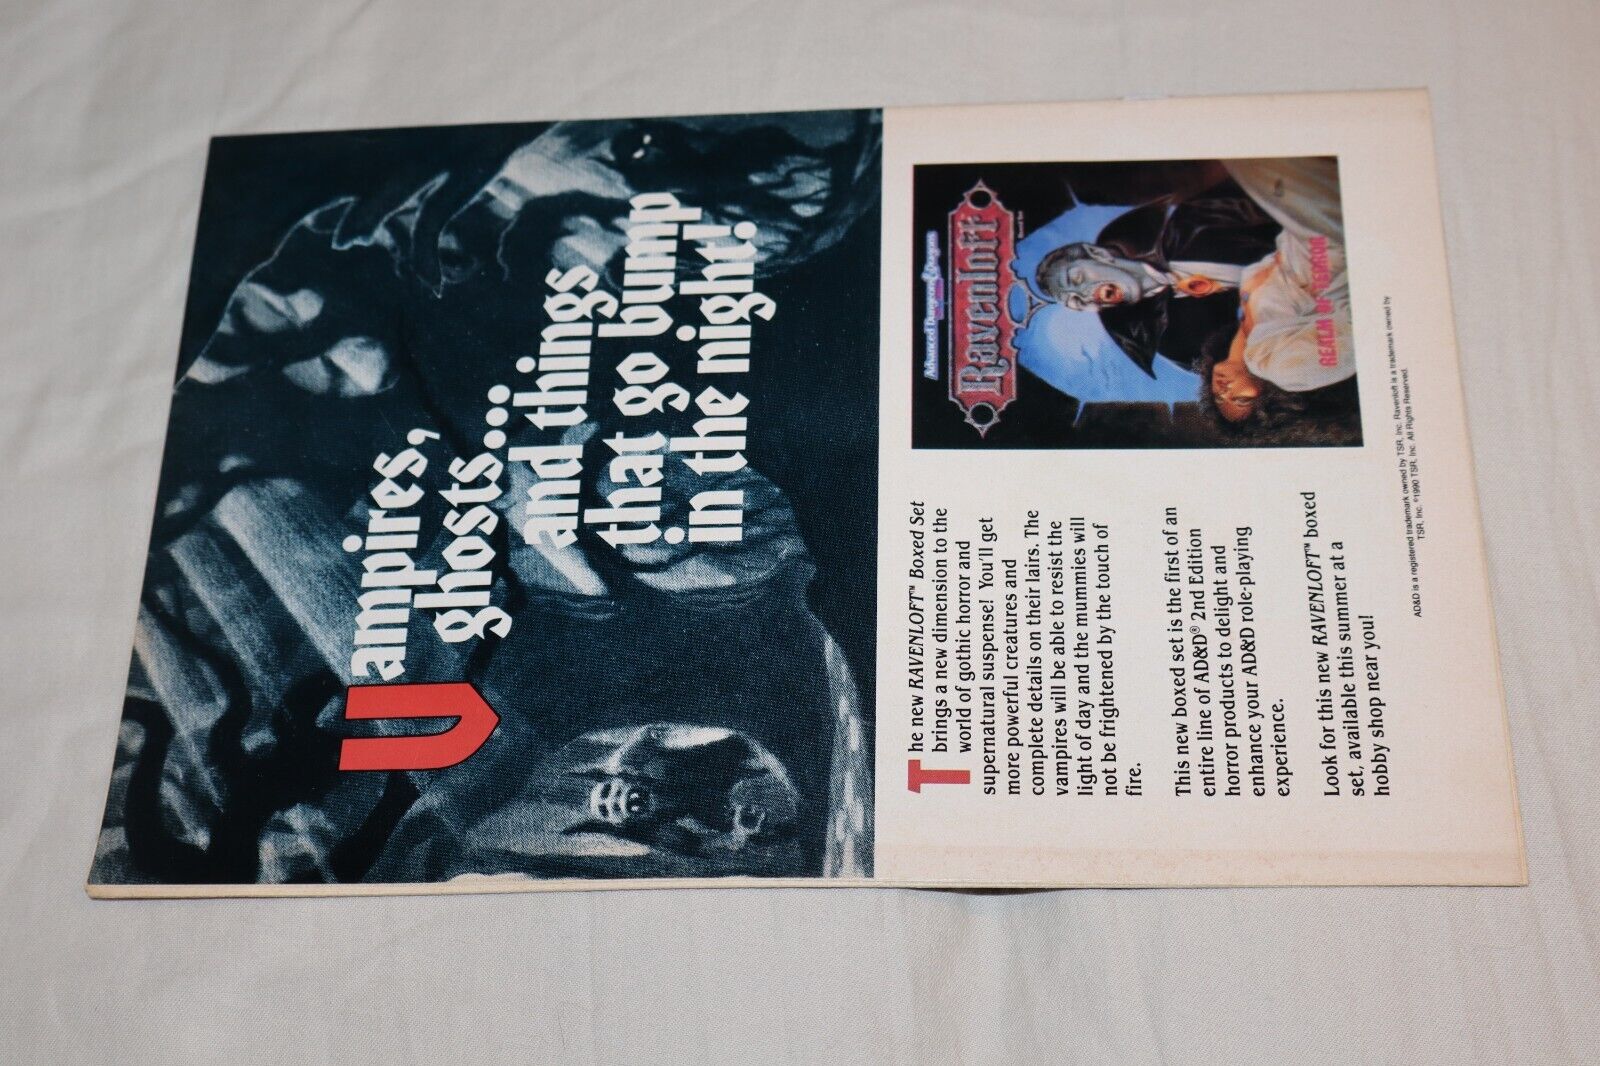 Vampires,
ghosts...
and things
that go bump
in the night!
The new RAVENLOFT™ Boxed Set
brings a new dimension to the
world of gothic horror and
supernatural suspense! You'll get
more powerful creatures and
complete details on their lairs. The
vampires will be able to resist the
light of day and the mummies will
not be frightened by the touch of
fire.
This new boxed set is the first of an
entire line of AD&D® 2nd Edition
horror products to delight and
enhance your AD&D role-playing
experience.
Look for this new RAVENLOFT™ boxed
set, available this summer at a
hobby shop near you!
Advanced Dungeons & Dragons
Ravenloft
Boxed Set
REALM OF TERROR
AD&D is a registered trademark owned by TSR, Inc. Ravenloft is a trademark owned by
TSR, Inc. ©1990 TSR, Inc. All Rights Reserved.